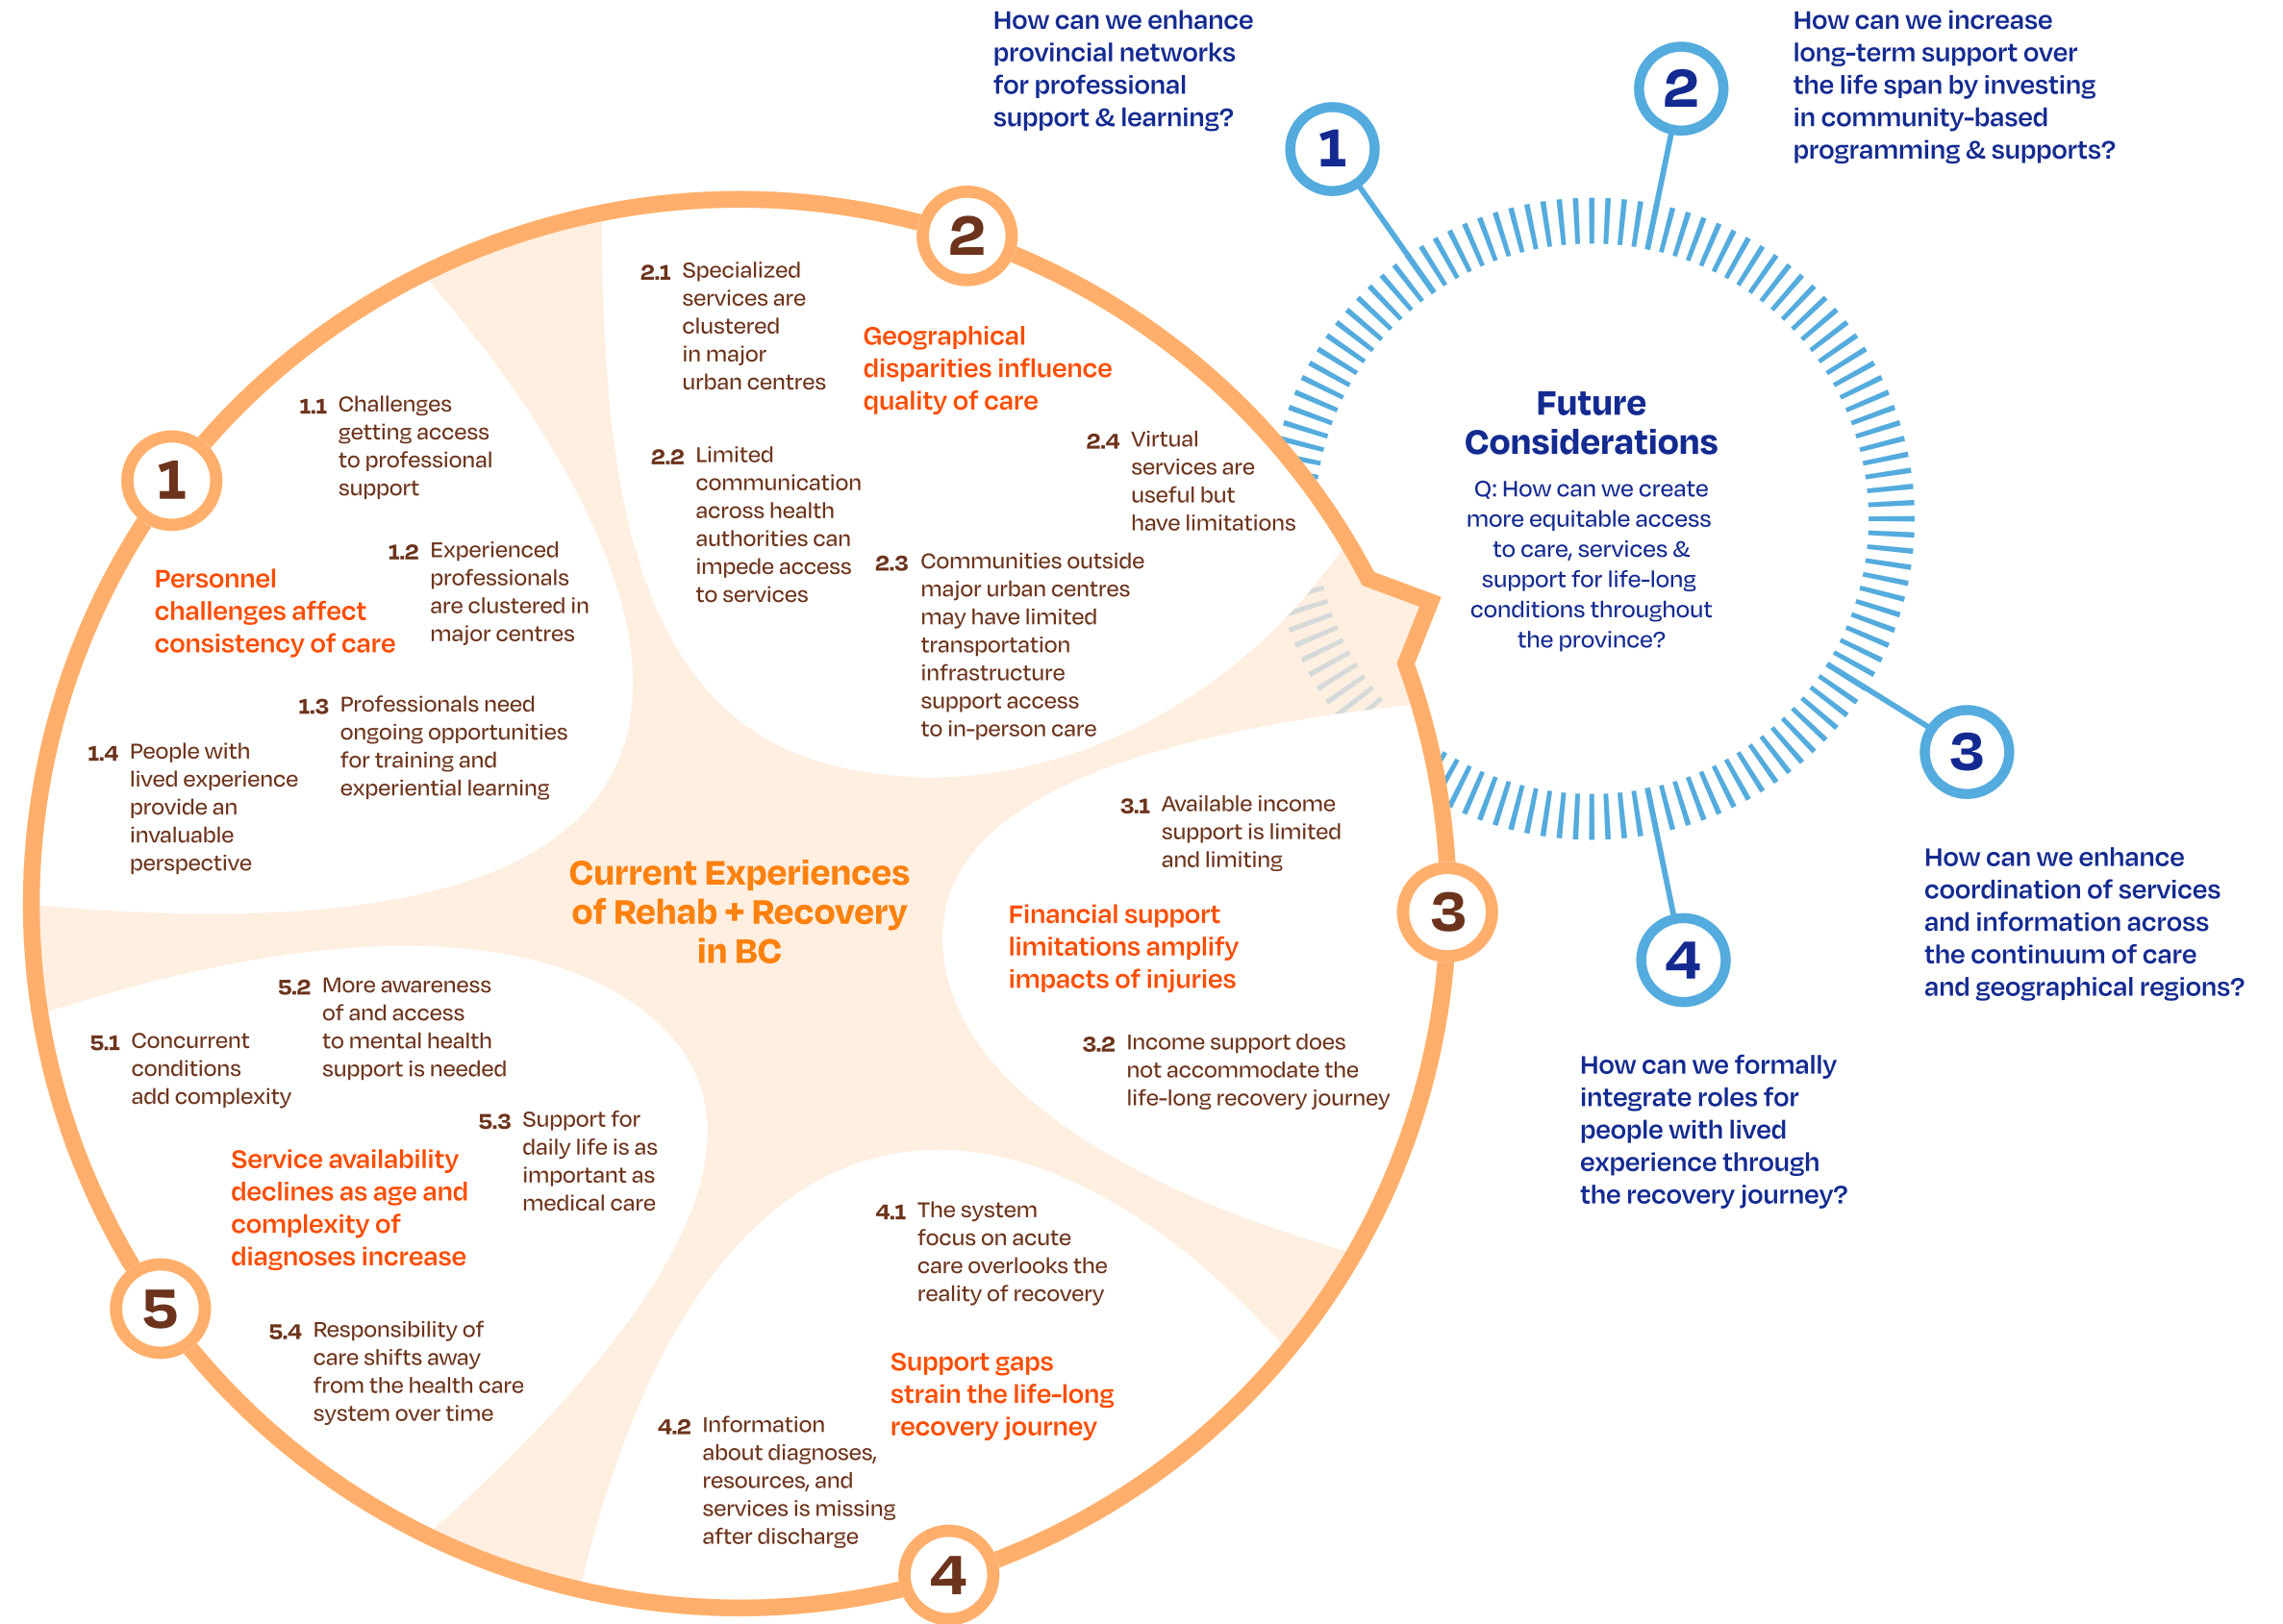 Current Experiences
of Rehab + Recovery
in BC
1
Personnel
challenges affect
consistency of care
1.1 Challenges
getting access
to professional
support
1.2 Experienced
professionals
are clustered in
major centres
1.3 Professionals need
ongoing opportunities
for training and
experiential learning
1.4 People with
lived experience
provide an
invaluable
perspective
2
Geographical
disparities influence
quality of care
2.1 Specialized
services are
clustered
in major
urban centres
2.2 Limited
communication
across health
authorities can
impede access
to services
2.3 Communities outside
major urban centres
may have limited
transportation
infrastructure
support access
to in-person care
2.4 Virtual
services are
useful but
have limitations
3
Financial support
limitations amplify
impacts of injuries
3.1 Available income
support is limited
and limiting
3.2 Income support does
not accommodate the
life-long recovery journey
4
Support gaps
strain the life-long
recovery journey
4.1 The system
focus on acute
care overlooks the
reality of recovery
4.2 Information
about diagnoses,
resources, and
services is missing
after discharge
5
Service availability
declines as age and
complexity of
diagnoses increase
5.1 Concurrent
conditions
add complexity
5.2 More awareness
of and access
to mental health
support is needed
5.3 Support for
daily life is as
important as
medical care
5.4 Responsibility of
care shifts away
from the health care
system over time
Future
Considerations
Q: How can we create
more equitable access
to care, services &
support for life-long
conditions throughout
the province?
1
How can we enhance
provincial networks
for professional
support & learning?
2
How can we increase
long-term support over
the life span by investing
in community-based
programming & supports?
3
How can we enhance
coordination of services
and information across
the continuum of care
and geographical regions?
4
How can we formally
integrate roles for
people with lived
experience through
the recovery journey?